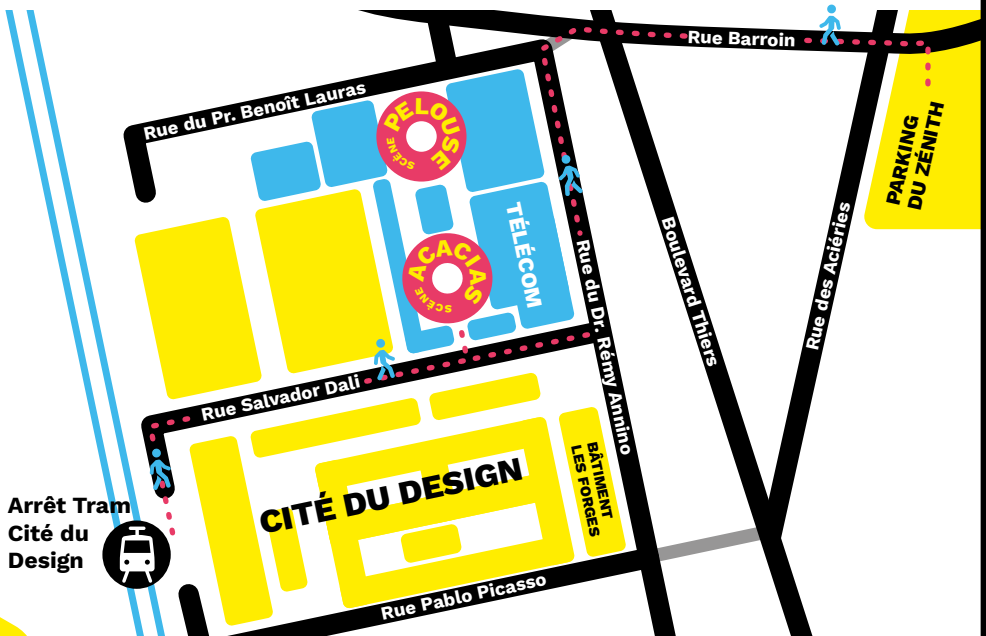 Rue Barroin
Rue du Pr. Benoît Lauras
PELOUSE
SCÈNE
PARKING
DU ZÉNITH
TÉLÉCOM
ACACIAS
SCÈNE
Rue du Dr. Rémy Annino
Boulevard Thiers
Rue des Aciéries
Rue Salvador Dali
BÂTIMENT
LES FORGES
CITÉ DU DESIGN
Arrêt Tram
Cité du
Design
Rue Pablo Picasso